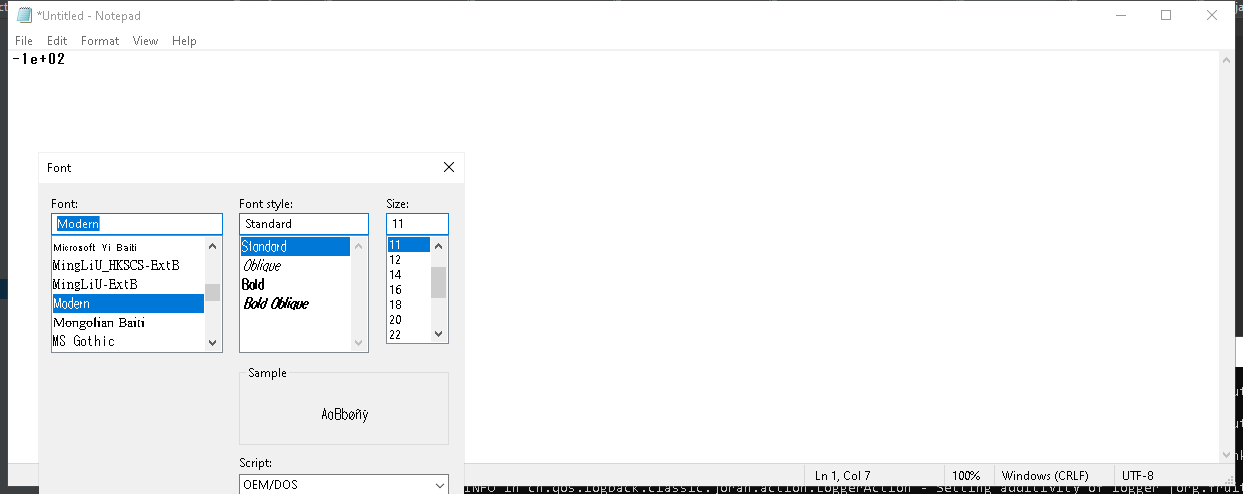 *Untitled - Notepad
File Edit Format View Help
-1e+02
Font
Font: Font style: Size:
Modern Standard 11
Microsoft Yi Baiti
MingLiU_HKSCS-ExtB
MingLiU-ExtB
Modern
Mongolian Baiti
MS Gothic
Standard
Oblique
Bold
Bold Oblique
11
12
14
16
18
20
22
Sample
AaBbøñý
Script:
OEM/DOS
Ln 1, Col 7 100% Windows (CRLF) UTF-8
INFO in ch.qos.logback.classic.joran.action.LoggerAction - Setting additivity of logger [org.fruit